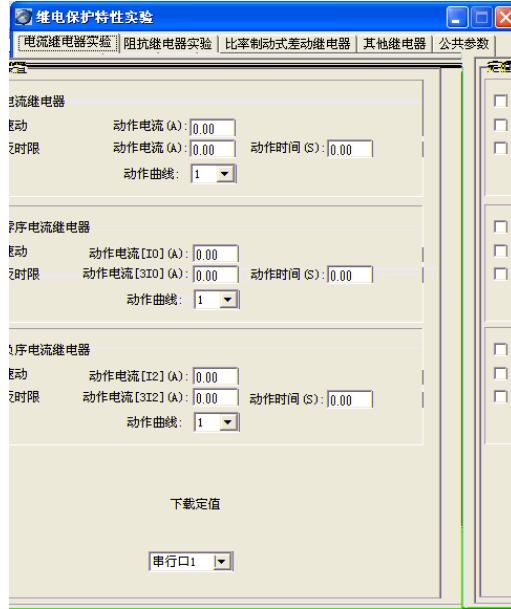 继电保护特性实验
电流继电器实验 阻抗继电器实验 比率制动式差动继电器 其他继电器 公共参数
电流继电器
速动 动作电流(A): 0.00
反时限 动作电流(A): 0.00 动作时间(S): 0.00
动作曲线: 1
零序电流继电器
速动 动作电流[I0](A): 0.00
反时限 动作电流[3I0](A): 0.00 动作时间(S): 0.00
动作曲线: 1
负序电流继电器
速动 动作电流[I2](A): 0.00
反时限 动作电流[3I2](A): 0.00 动作时间(S): 0.00
动作曲线: 1
下载定值
串行口1